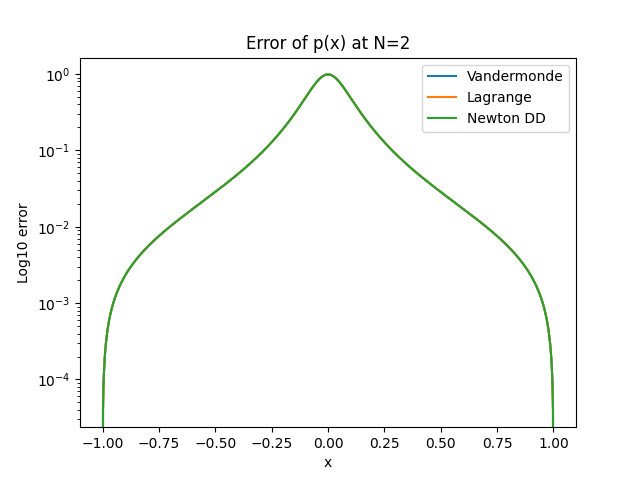 Error of p(x) at N=2
Vandermonde
Lagrange
Newton DD
Log10 error
10⁰
10⁻¹
10⁻²
10⁻³
10⁻⁴
−1.00 −0.75 −0.50 −0.25 0.00 0.25 0.50 0.75 1.00
x